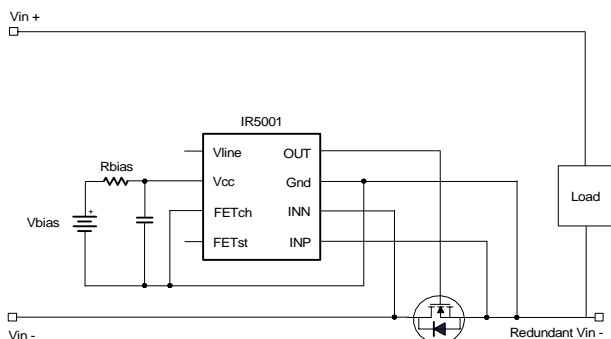 Vin +
IR5001
Vline OUT
Rbias
Vcc Gnd
Load
+
Vbias
FETch INN
FETst INP
Vin -
Redundant Vin -